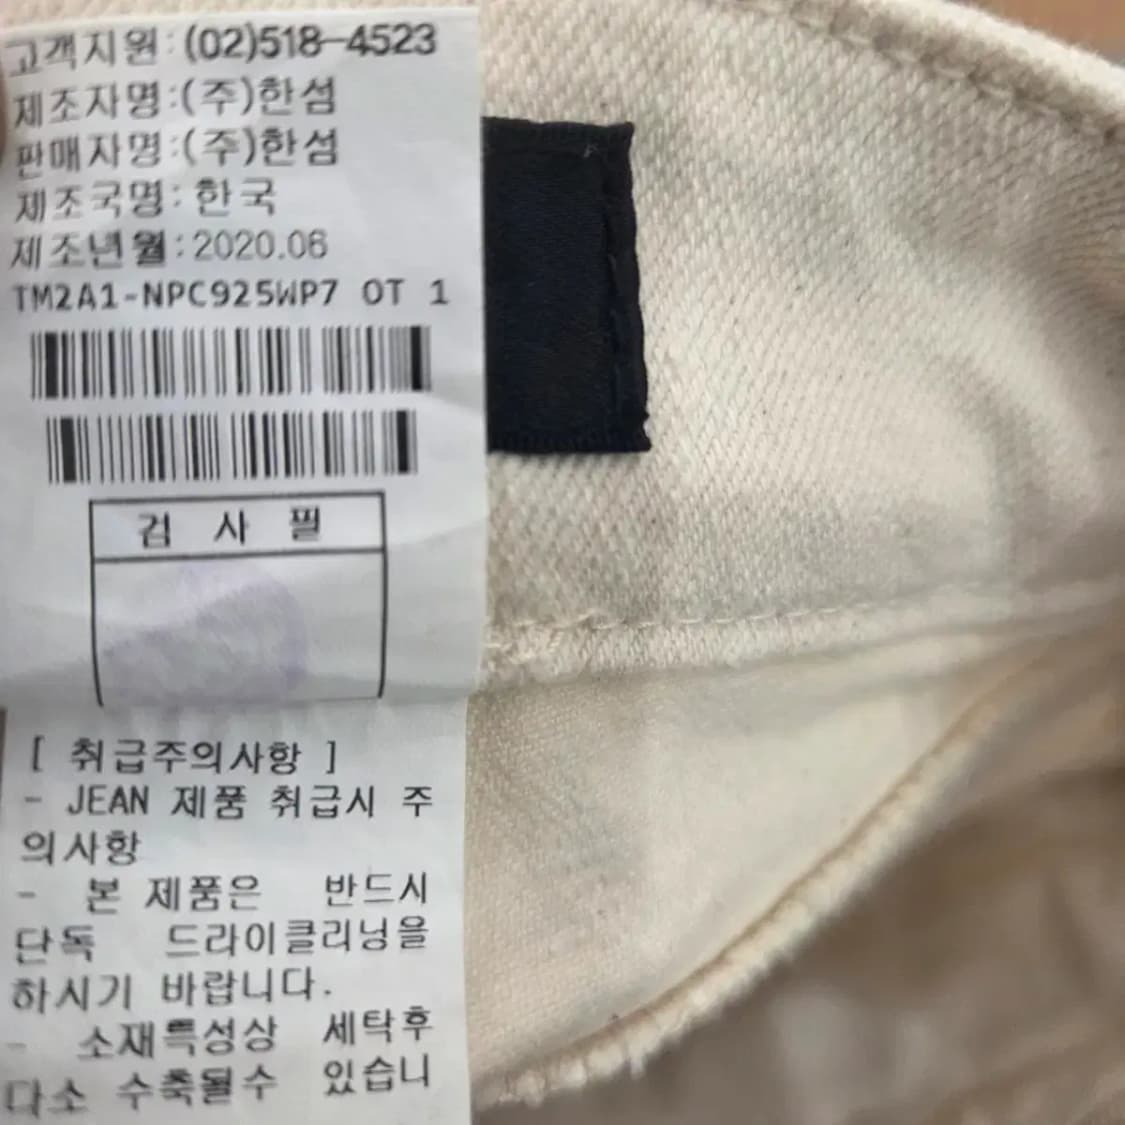 고객지원:(02)518-4523
제조자명:(주)한섬
판매자명:(주)한섬
제조국명:한국
제조년월:2020.08
TM2A1-NPC925WP7 OT 1
검 사 필
[ 취급주의사항 ]
- JEAN 제품 취급시 주
의사항
- 본 제품은 반드시
단독 드라이클리닝을
하시기 바랍니다.
- 소재특성상 세탁후
다소 수축될수 있습니